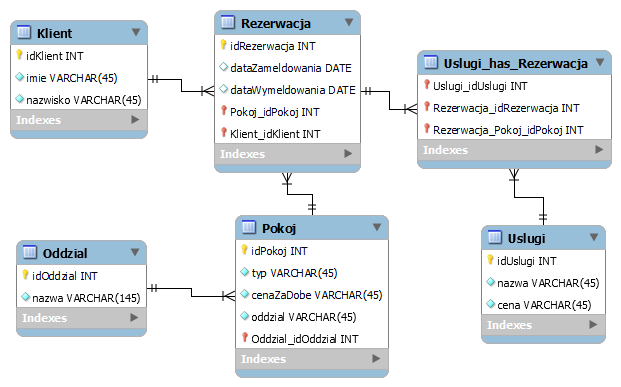 Klient
idKlient INT
imie VARCHAR(45)
nazwisko VARCHAR(45)
Indexes
Rezerwacja
idRezerwacja INT
dataZameldowania DATE
dataWymeldowania DATE
Pokoj_idPokoj INT
Klient_idKlient INT
Indexes
Uslugi_has_Rezerwacja
Uslugi_idUslugi INT
Rezerwacja_idRezerwacja INT
Rezerwacja_Pokoj_idPokoj INT
Indexes
Oddzial
idOddzial INT
nazwa VARCHAR(145)
Indexes
Pokoj
idPokoj INT
typ VARCHAR(45)
cenaZaDobe VARCHAR(45)
oddzial VARCHAR(45)
Oddzial_idOddzial INT
Indexes
Uslugi
idUslugi INT
nazwa VARCHAR(45)
cena VARCHAR(45)
Indexes